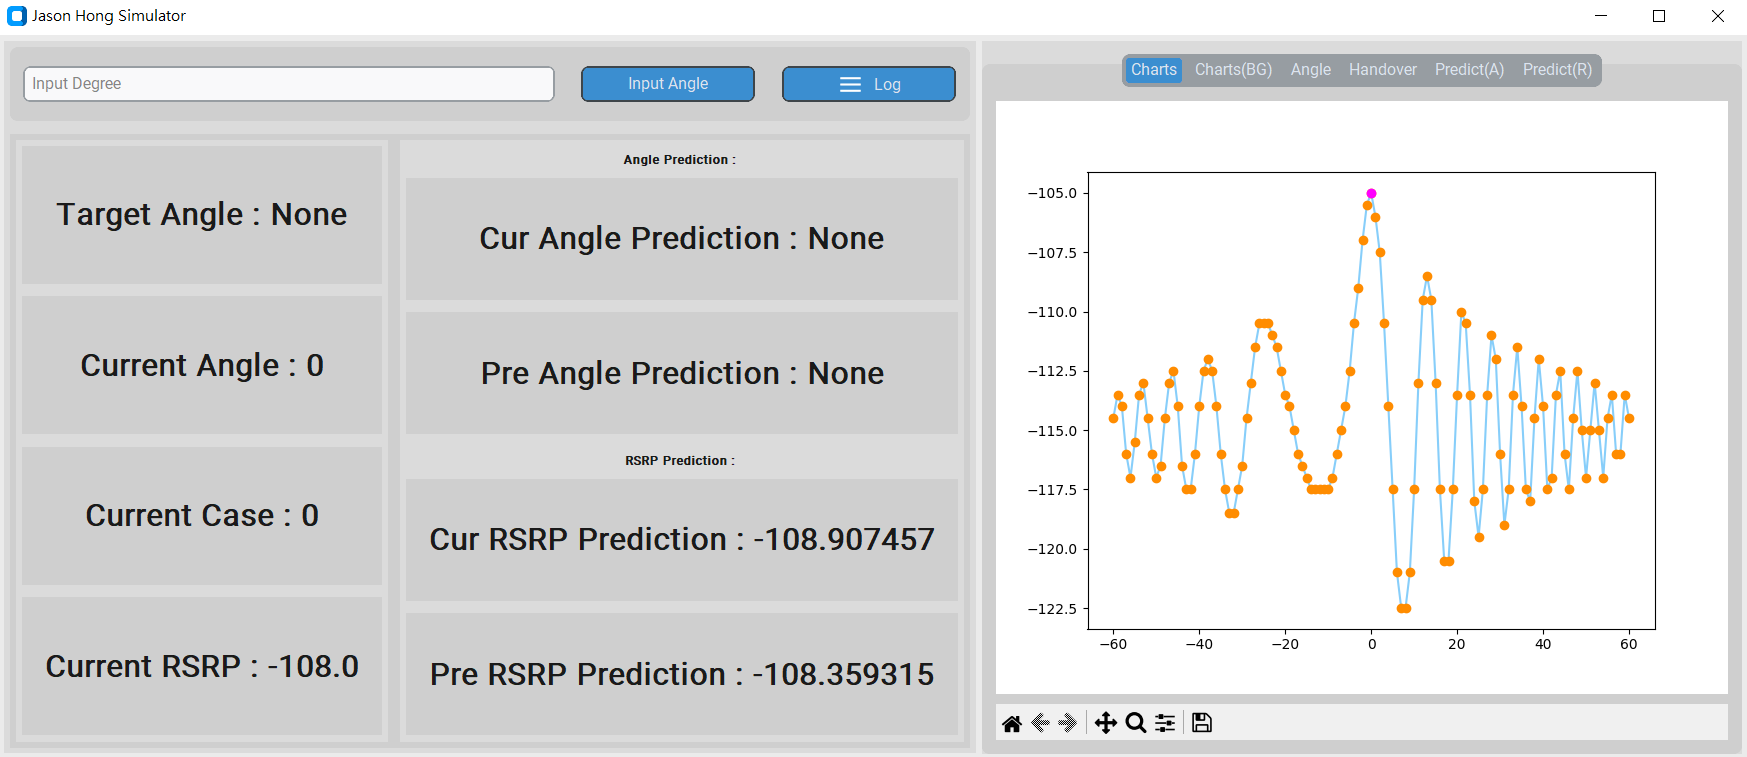 Jason Hong Simulator
Input Degree
Input Angle
Log
Target Angle : None
Current Angle : 0
Current Case : 0
Current RSRP : -108.0
Angle Prediction :
Cur Angle Prediction : None
Pre Angle Prediction : None
RSRP Prediction :
Cur RSRP Prediction : -108.907457
Pre RSRP Prediction : -108.359315
Charts Charts(BG) Angle Handover Predict(A) Predict(R)
−105.0
−107.5
−110.0
−112.5
−115.0
−117.5
−120.0
−122.5
−60 −40 −20 0 20 40 60